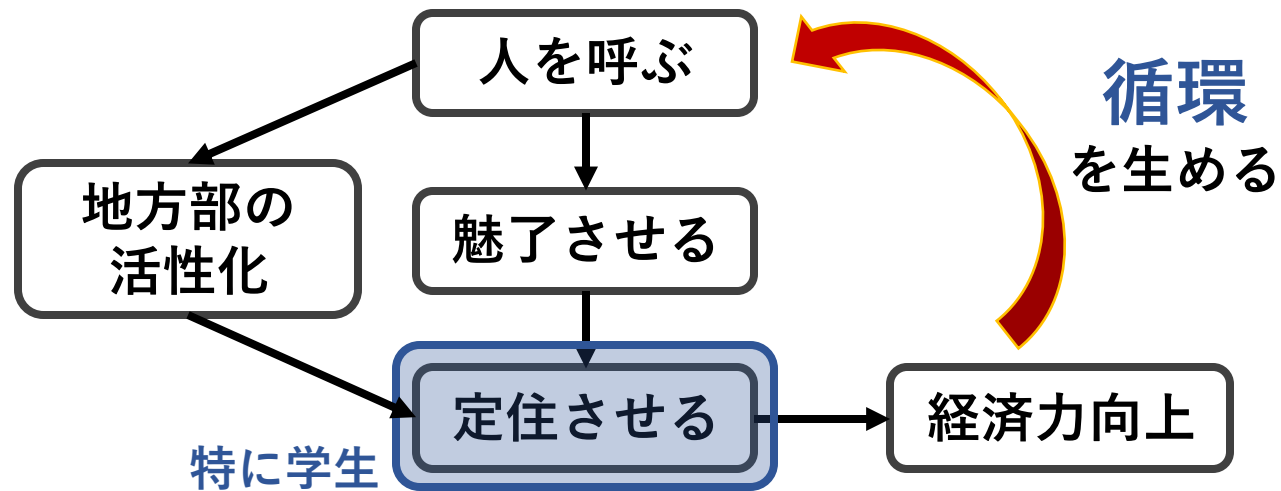 人を呼ぶ
循環
を生める
地方部の
活性化
魅了させる
定住させる
経済力向上
特に学生